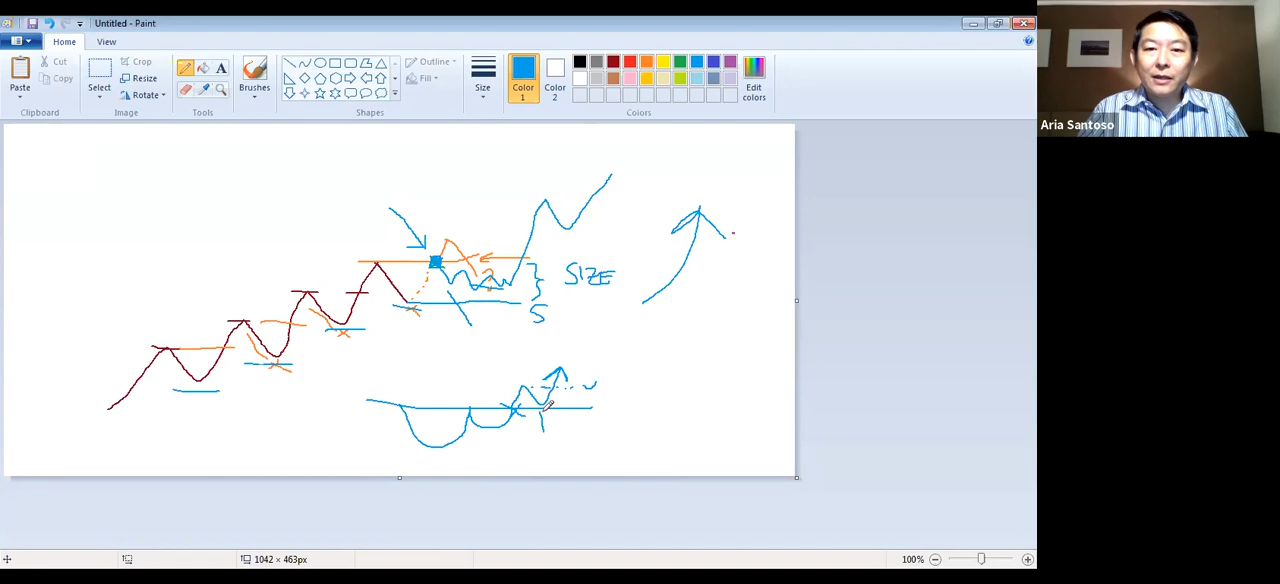 Untitled - Paint
Home
View
Paste
Cut
Copy
Clipboard
Select
Crop
Resize
Rotate
Image
A
Tools
Brushes
Shapes
Outline
Fill
Size
Color
1
Color
2
Edit
colors
Colors
Aria Santoso
?
SIZE
S
1042 × 463px
100%